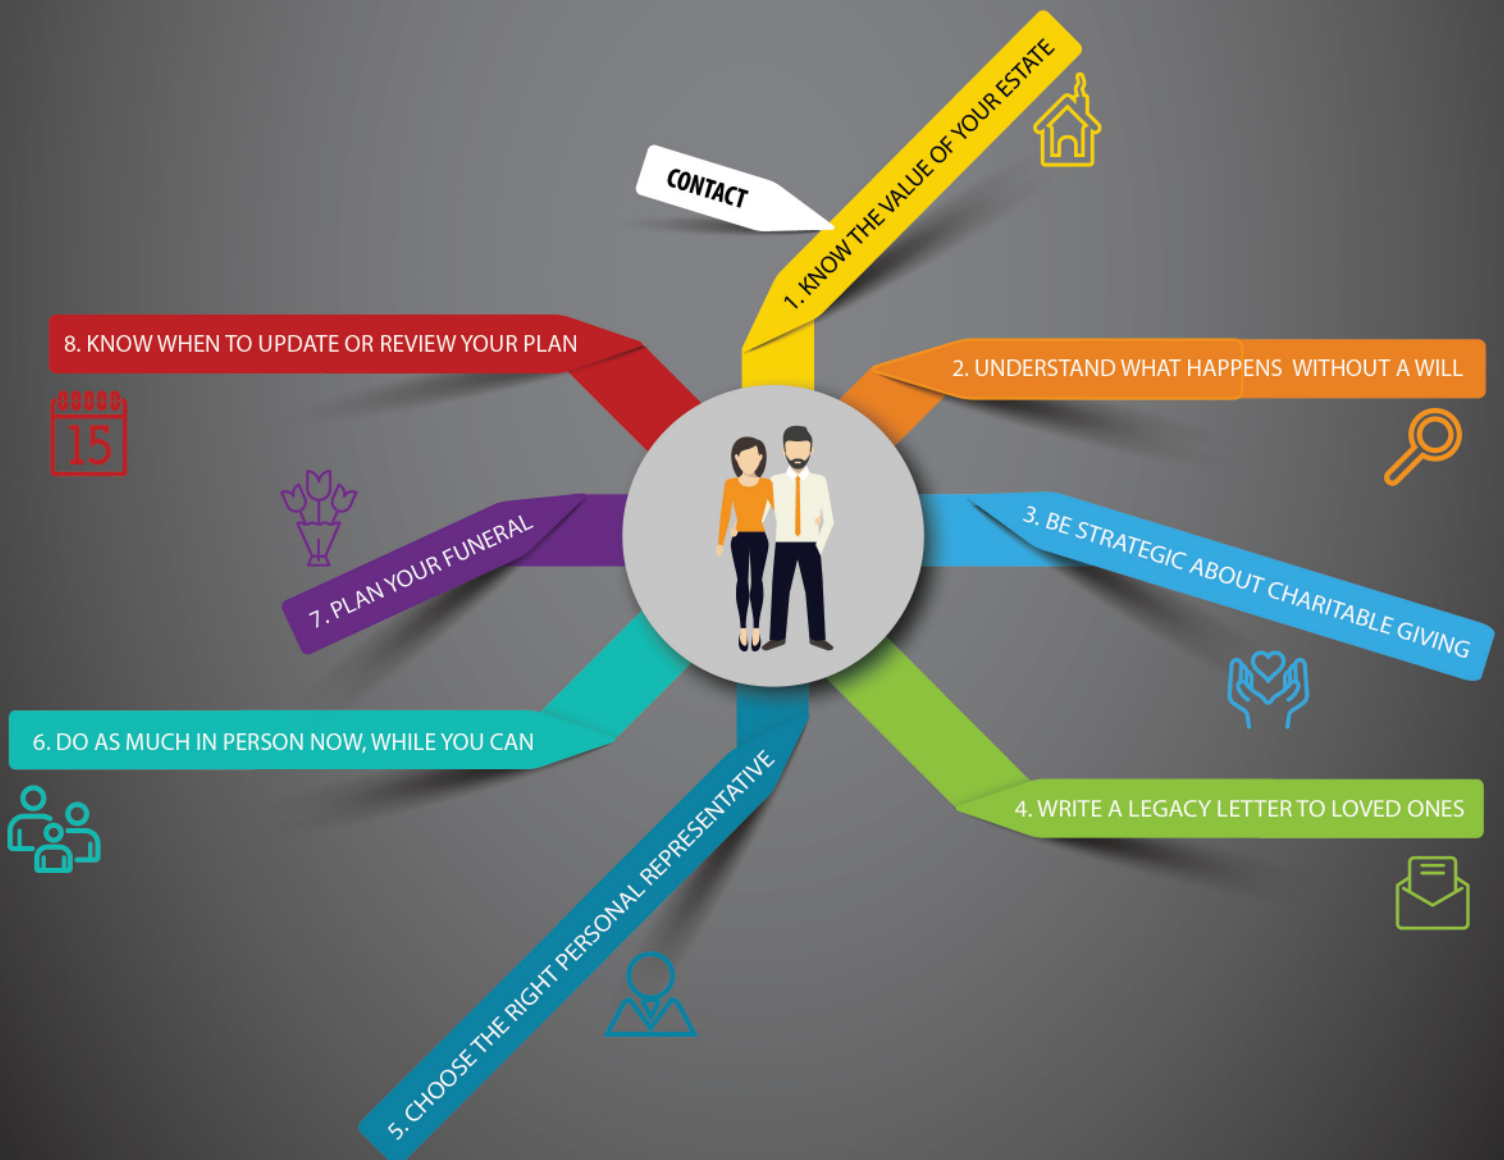 CONTACT
1. KNOW THE VALUE OF YOUR ESTATE
2. UNDERSTAND WHAT HAPPENS  WITHOUT A WILL
3. BE STRATEGIC ABOUT CHARITABLE GIVING
4. WRITE A LEGACY LETTER TO LOVED ONES
5. CHOOSE THE RIGHT PERSONAL REPRESENTATIVE
6. DO AS MUCH IN PERSON NOW, WHILE YOU CAN
7. PLAN YOUR FUNERAL
8. KNOW WHEN TO UPDATE OR REVIEW YOUR PLAN
15